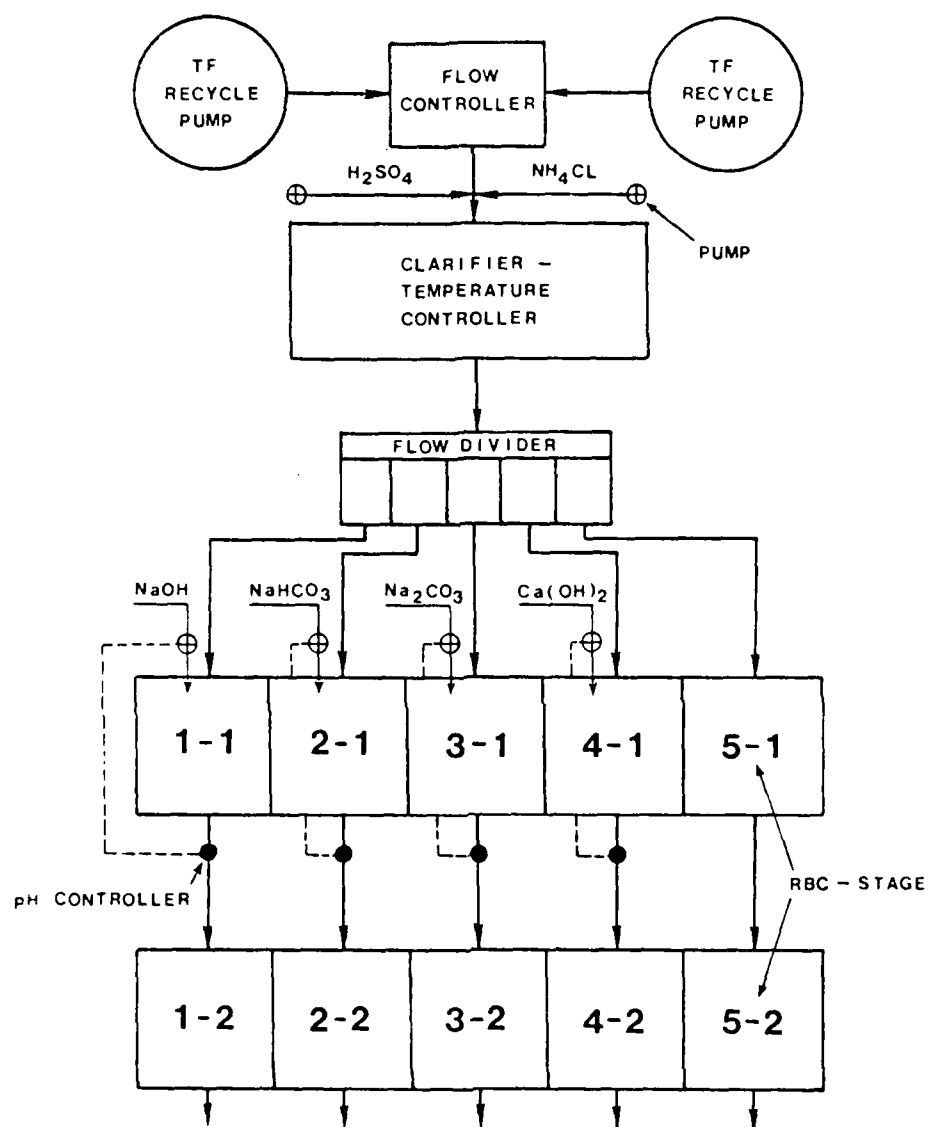 TF
RECYCLE
PUMP
FLOW
CONTROLLER
TF
RECYCLE
PUMP
H₂SO₄
NH₄CL
PUMP
CLARIFIER –
TEMPERATURE
CONTROLLER
FLOW DIVIDER
NaOH
NaHCO₃
Na₂CO₃
Ca(OH)₂
1-1
2-1
3-1
4-1
5-1
pH CONTROLLER
RBC – STAGE
1-2
2-2
3-2
4-2
5-2